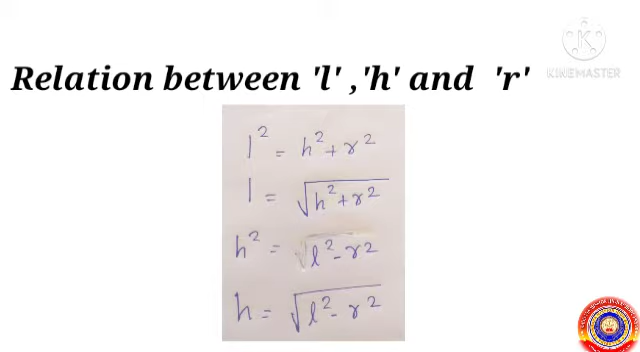 KINEMASTER
Relation between 'l' ,'h' and 'r'
l² = h² + r²
l = √(h² + r²)
h² = √(l² - r²)
h = √(l² - r²)